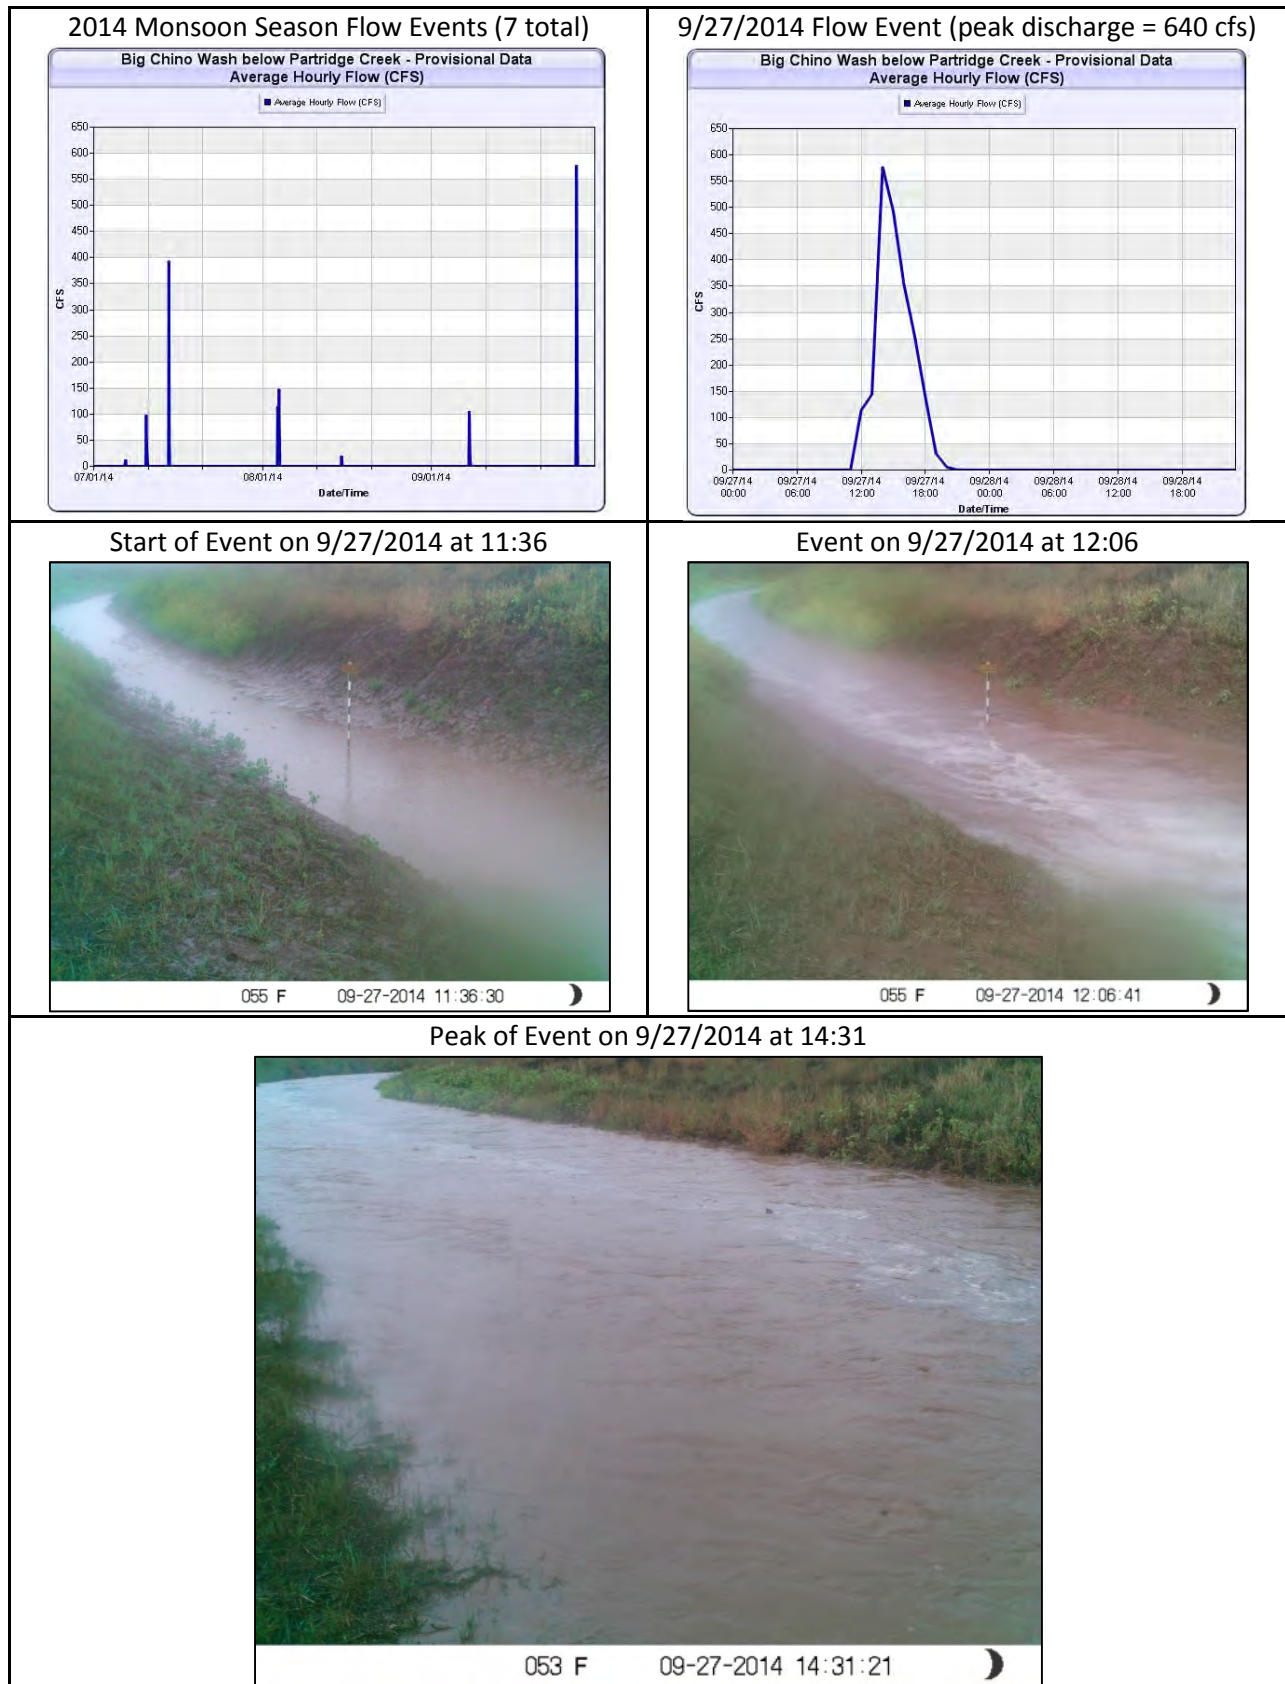 2014 Monsoon Season Flow Events (7 total)
Big Chino Wash below Partridge Creek - Provisional Data
Average Hourly Flow (CFS)
Average Hourly Flow (CFS)
650
600
550
500
450
400
350
300
250
200
150
100
50
0
CFS
07/01/14 08/01/14 09/01/14
Date/Time
9/27/2014 Flow Event (peak discharge = 640 cfs)
Big Chino Wash below Partridge Creek - Provisional Data
Average Hourly Flow (CFS)
Average Hourly Flow (CFS)
650
600
550
500
450
400
350
300
250
200
150
100
50
0
CFS
09/27/14 09/27/14 09/27/14 09/27/14 09/28/14 09/28/14 09/28/14 09/28/14
00:00 06:00 12:00 18:00 00:00 06:00 12:00 18:00
Date/Time
Start of Event on 9/27/2014 at 11:36
055 F 09-27-2014 11:36:30
Event on 9/27/2014 at 12:06
055 F 09-27-2014 12:06:41
Peak of Event on 9/27/2014 at 14:31
053 F 09-27-2014 14:31:21